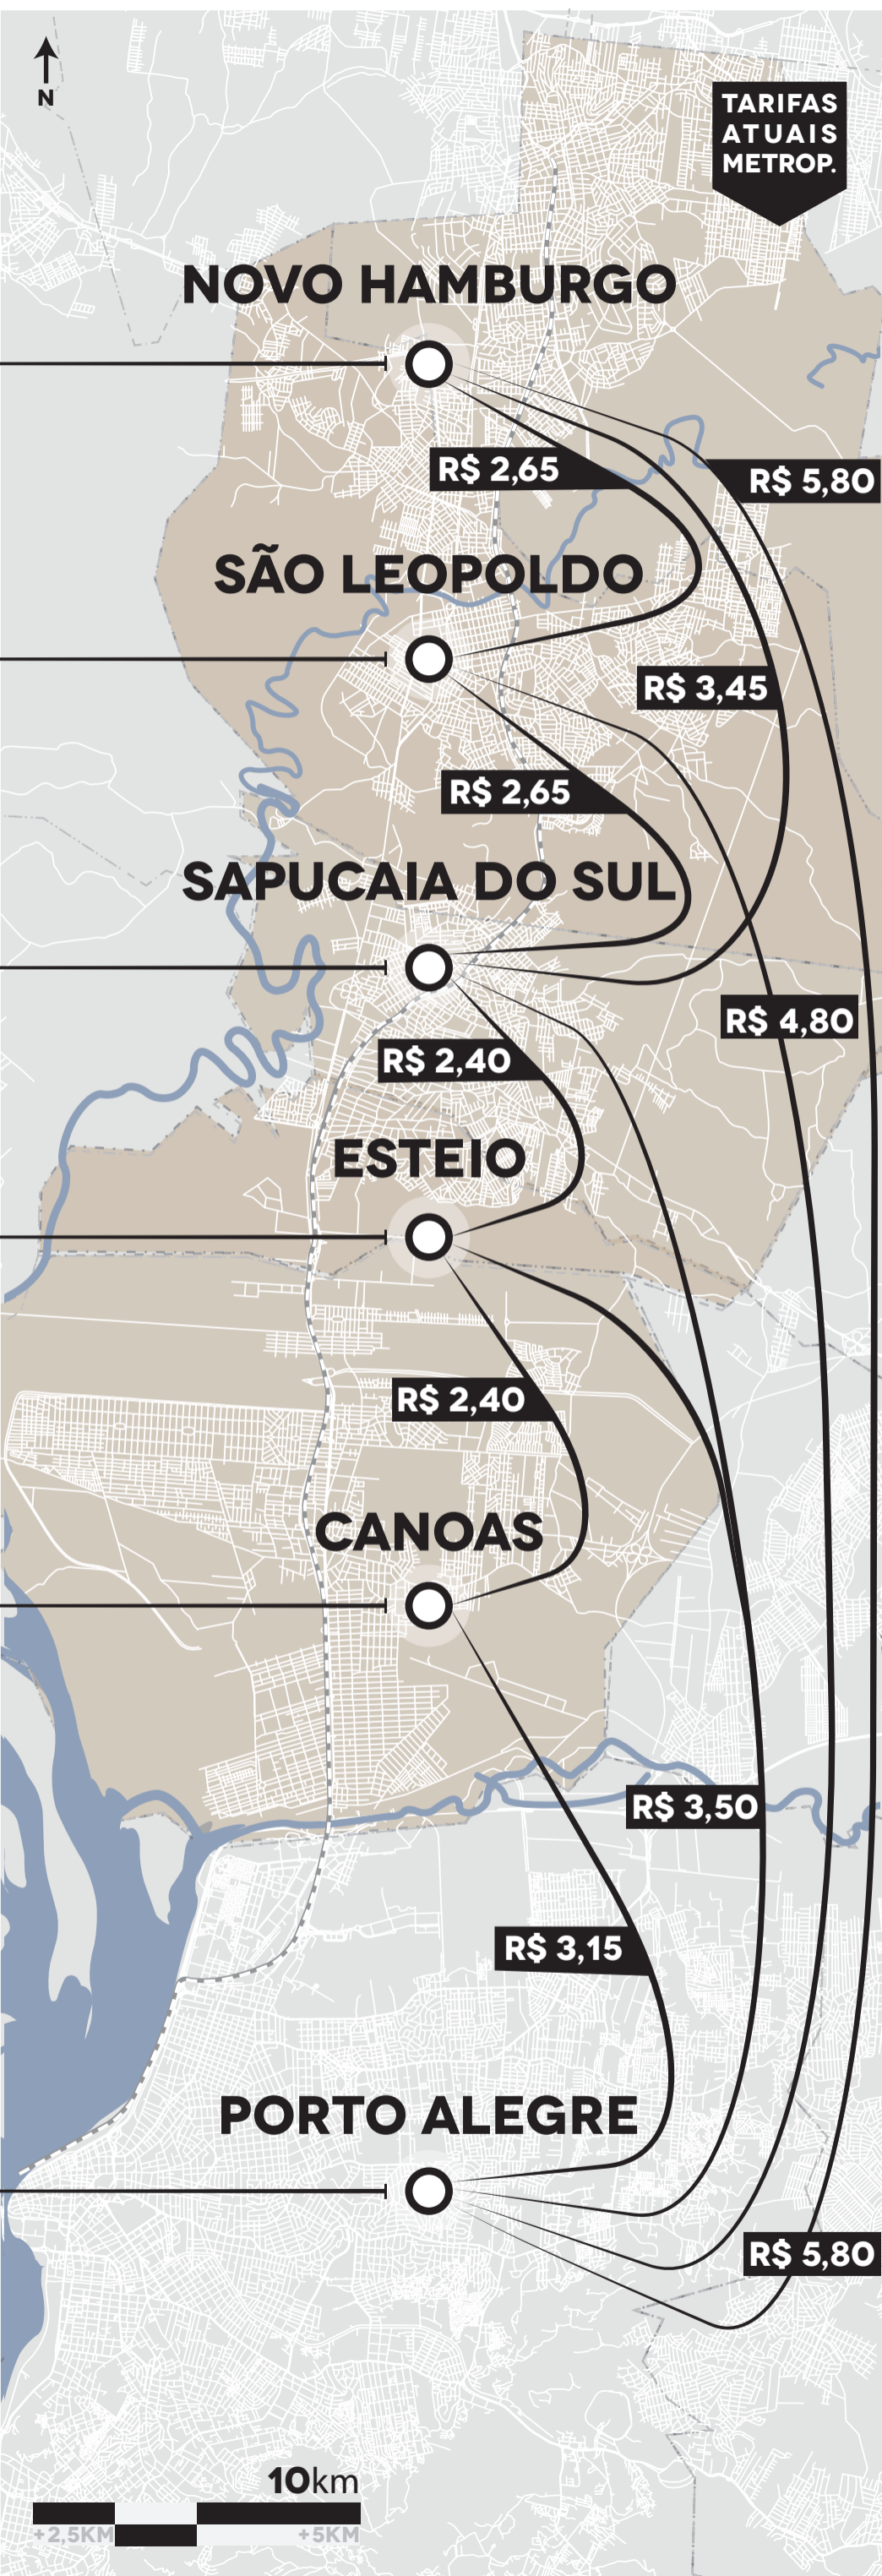 N
TARIFAS
ATUAIS
METROP.
NOVO HAMBURGO
R$ 2,65
R$ 5,80
SÃO LEOPOLDO
R$ 3,45
R$ 2,65
SAPUCAIA DO SUL
R$ 4,80
R$ 2,40
ESTEIO
R$ 2,40
CANOAS
R$ 3,50
R$ 3,15
PORTO ALEGRE
R$ 5,80
10km
+2,5KM
+5KM